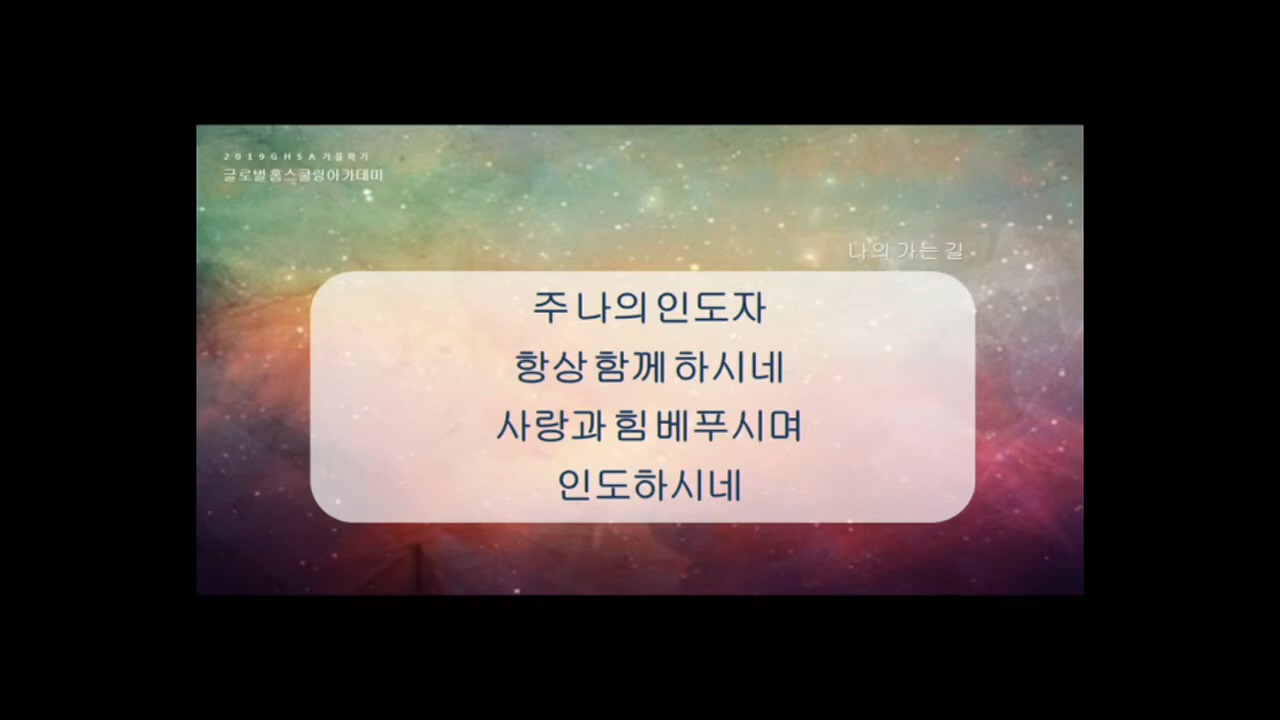 2019 GHSA 가을학기
글로벌홈스쿨링아카데미
나의 가는 길
주 나의 인도자
항상 함께 하시네
사랑과 힘 베푸시며
인도하시네